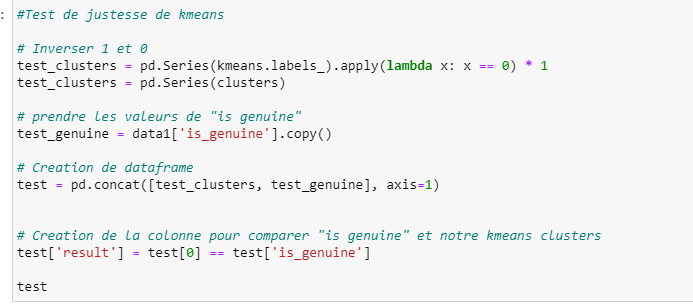 :
#Test de justesse de kmeans
# Inverser 1 et 0
test_clusters = pd.Series(kmeans.labels_).apply(lambda x: x == 0) * 1
test_clusters = pd.Series(clusters)
# prendre les valeurs de "is genuine"
test_genuine = data1['is_genuine'].copy()
# Creation de dataframe
test = pd.concat([test_clusters, test_genuine], axis=1)
# Creation de la colonne pour comparer "is genuine" et notre kmeans clusters
test['result'] = test[0] == test['is_genuine']
test